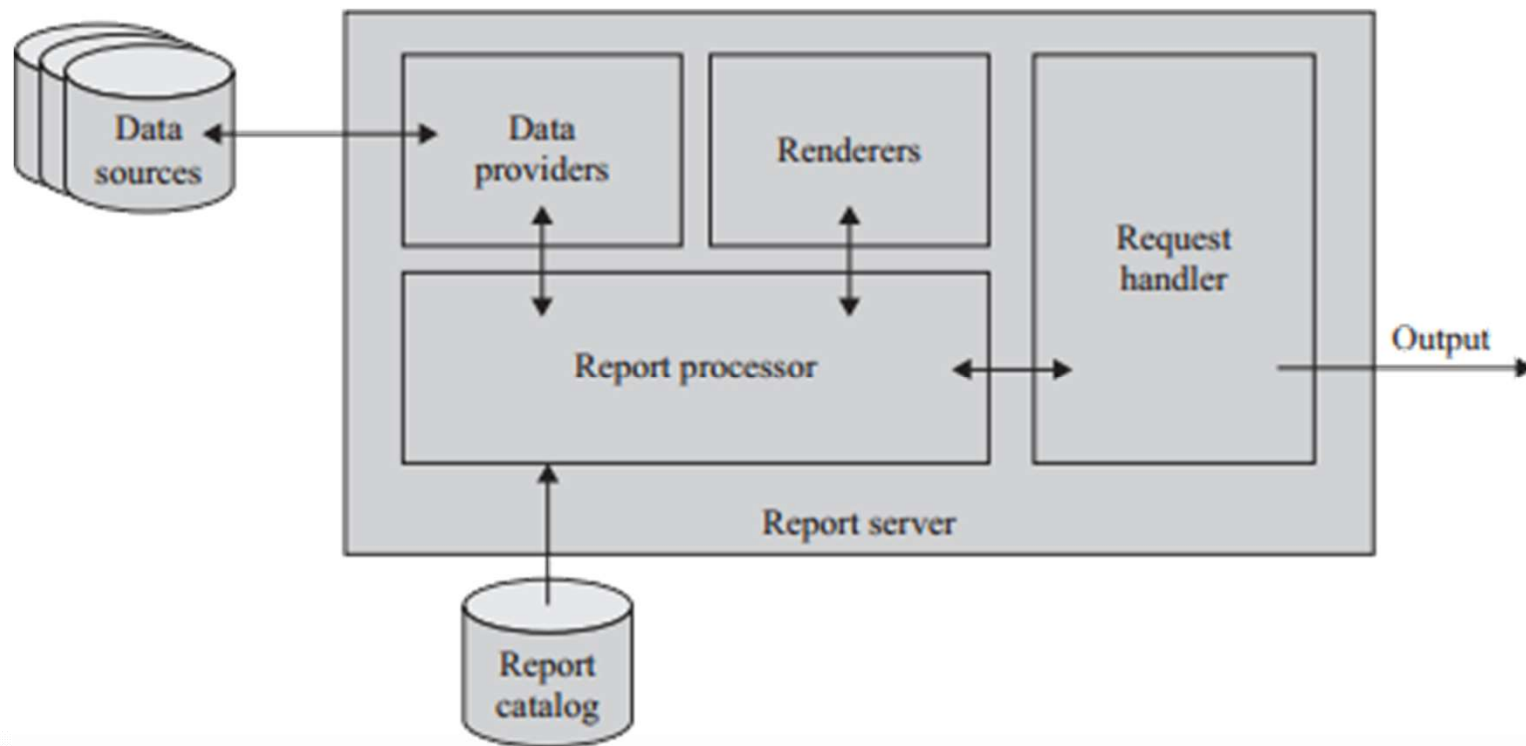 Data
sources
Data
providers
Renderers
Request
handler
Output
Report processor
Report server
Report
catalog